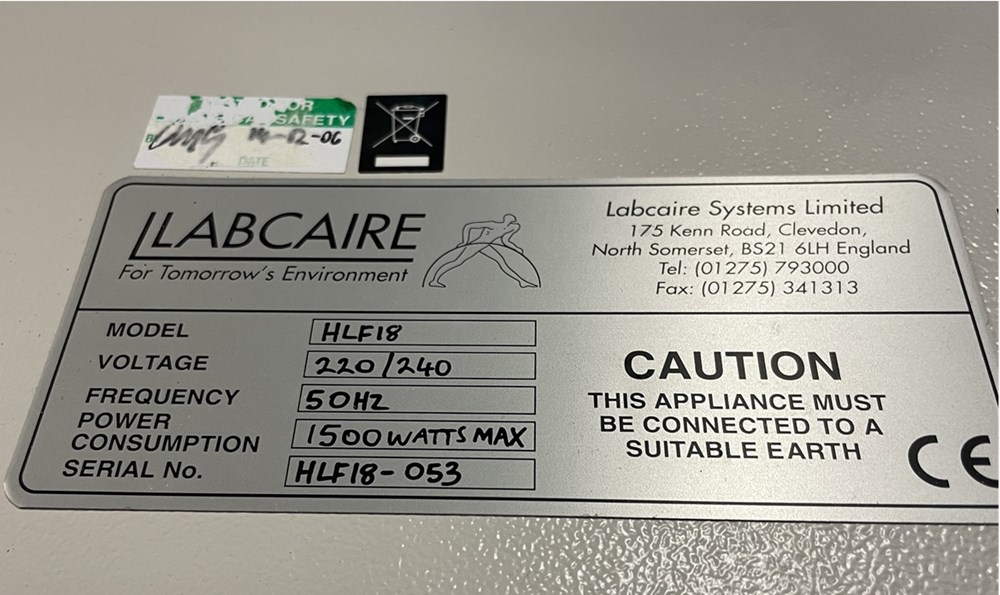 SAFETY
14-12-06
DATE
LABCAIRE
For Tomorrow's Environment
Labcaire Systems Limited
175 Kenn Road, Clevedon,
North Somerset, BS21 6LH England
Tel: (01275) 793000
Fax: (01275) 341313
MODEL HLF18
VOLTAGE 220/240
FREQUENCY 50HZ
POWER
CONSUMPTION 1500 WATTS MAX
SERIAL No. HLF18-053
CAUTION
THIS APPLIANCE MUST
BE CONNECTED TO A
SUITABLE EARTH
CE